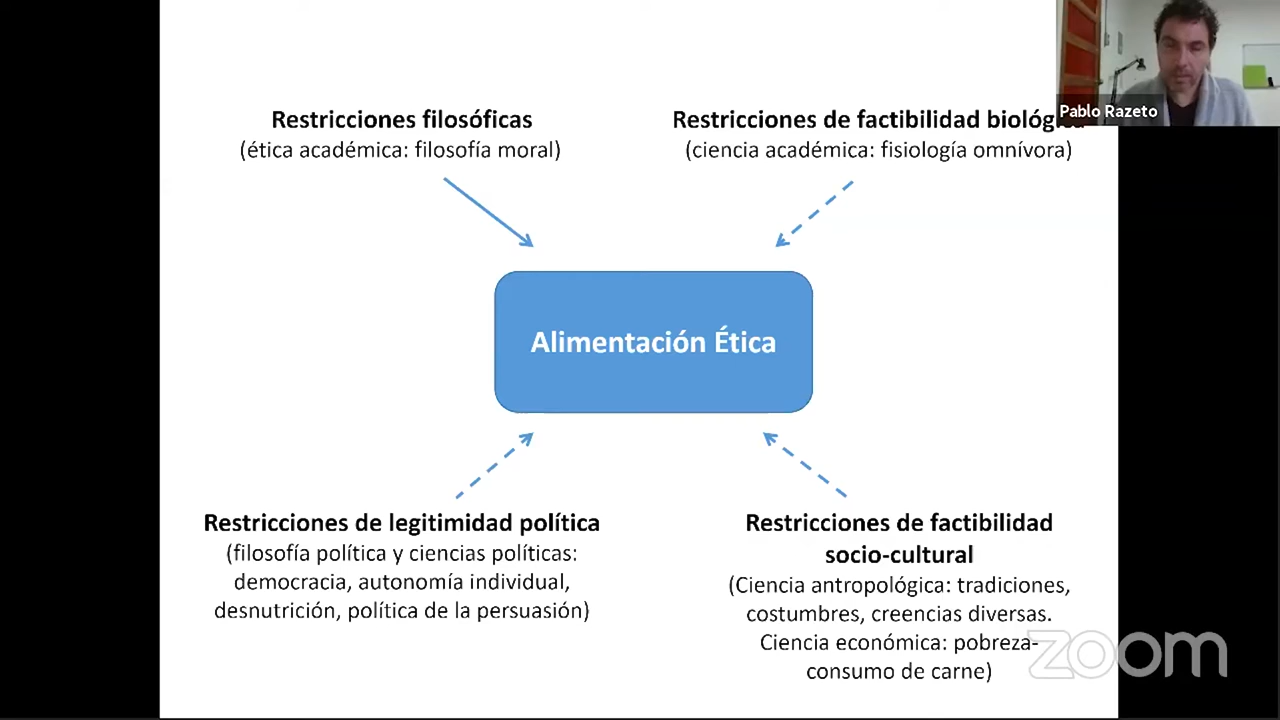 Restricciones filosóficas
(ética académica: filosofía moral)
Restricciones de factibilidad
(ciencia académica: fisiología omnívora)
Pablo Razeto
Alimentación Ética
Restricciones de legitimidad política
(filosofía política y ciencias políticas:
democracia, autonomía individual,
desnutrición, política de la persuasión)
Restricciones de factibilidad
socio-cultural
(Ciencia antropológica: tradiciones,
costumbres, creencias diversas.
Ciencia económica: pobreza-
consumo de carne)
zoom